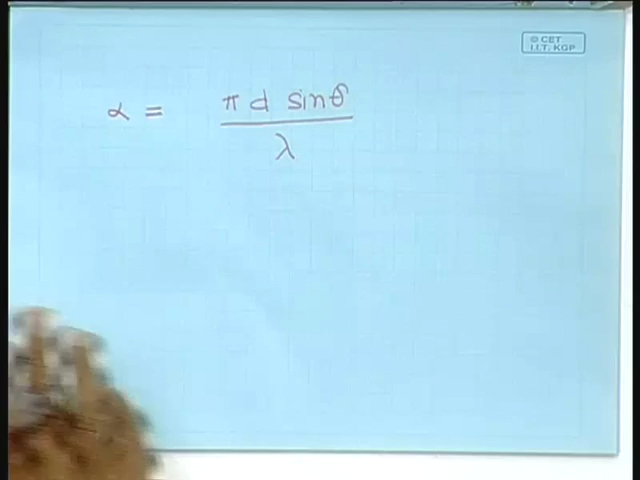 © CET
I.I.T. KGP
α = π d sinθ
λ